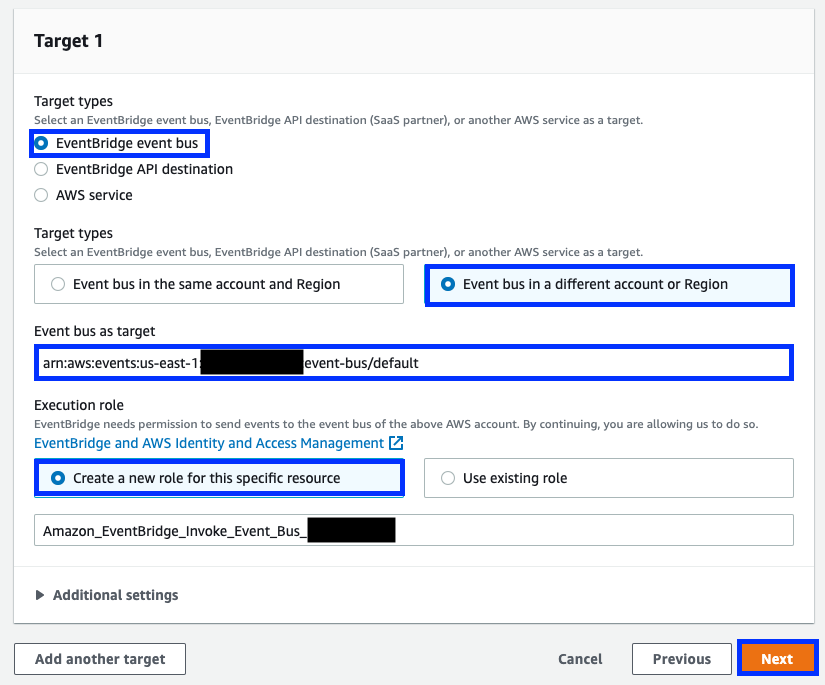 Target 1
Target types
Select an EventBridge event bus, EventBridge API destination (SaaS partner), or another AWS service as a target.
EventBridge event bus
EventBridge API destination
AWS service
Target types
Select an EventBridge event bus, EventBridge API destination (SaaS partner), or another AWS service as a target.
Event bus in the same account and Region
Event bus in a different account or Region
Event bus as target
arn:aws:events:us-east-1: event-bus/default
Execution role
EventBridge needs permission to send events to the event bus of the above AWS account. By continuing, you are allowing us to do so.
EventBridge and AWS Identity and Access Management
Create a new role for this specific resource
Use existing role
Amazon_EventBridge_Invoke_Event_Bus_
Additional settings
Add another target
Cancel
Previous
Next